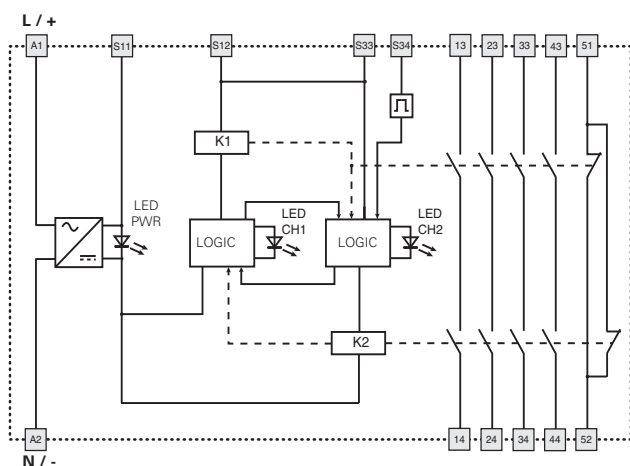 L / +
A1
S11
S12
S33
S34
13
23
33
43
51
K1
LED
PWR
LED
CH1
LED
CH2
LOGIC
LOGIC
K2
A2
14
24
34
44
52
N / -